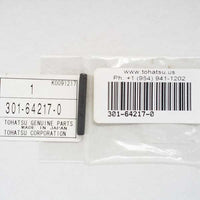 K0091217
1
301-64217-0
TOHATSU GENUINE PARTS
MADE IN JAPAN
TOHATSU CORPORATION
www.tohatsu.us
Ph. +1 (954) 941-1202
301-64217-0